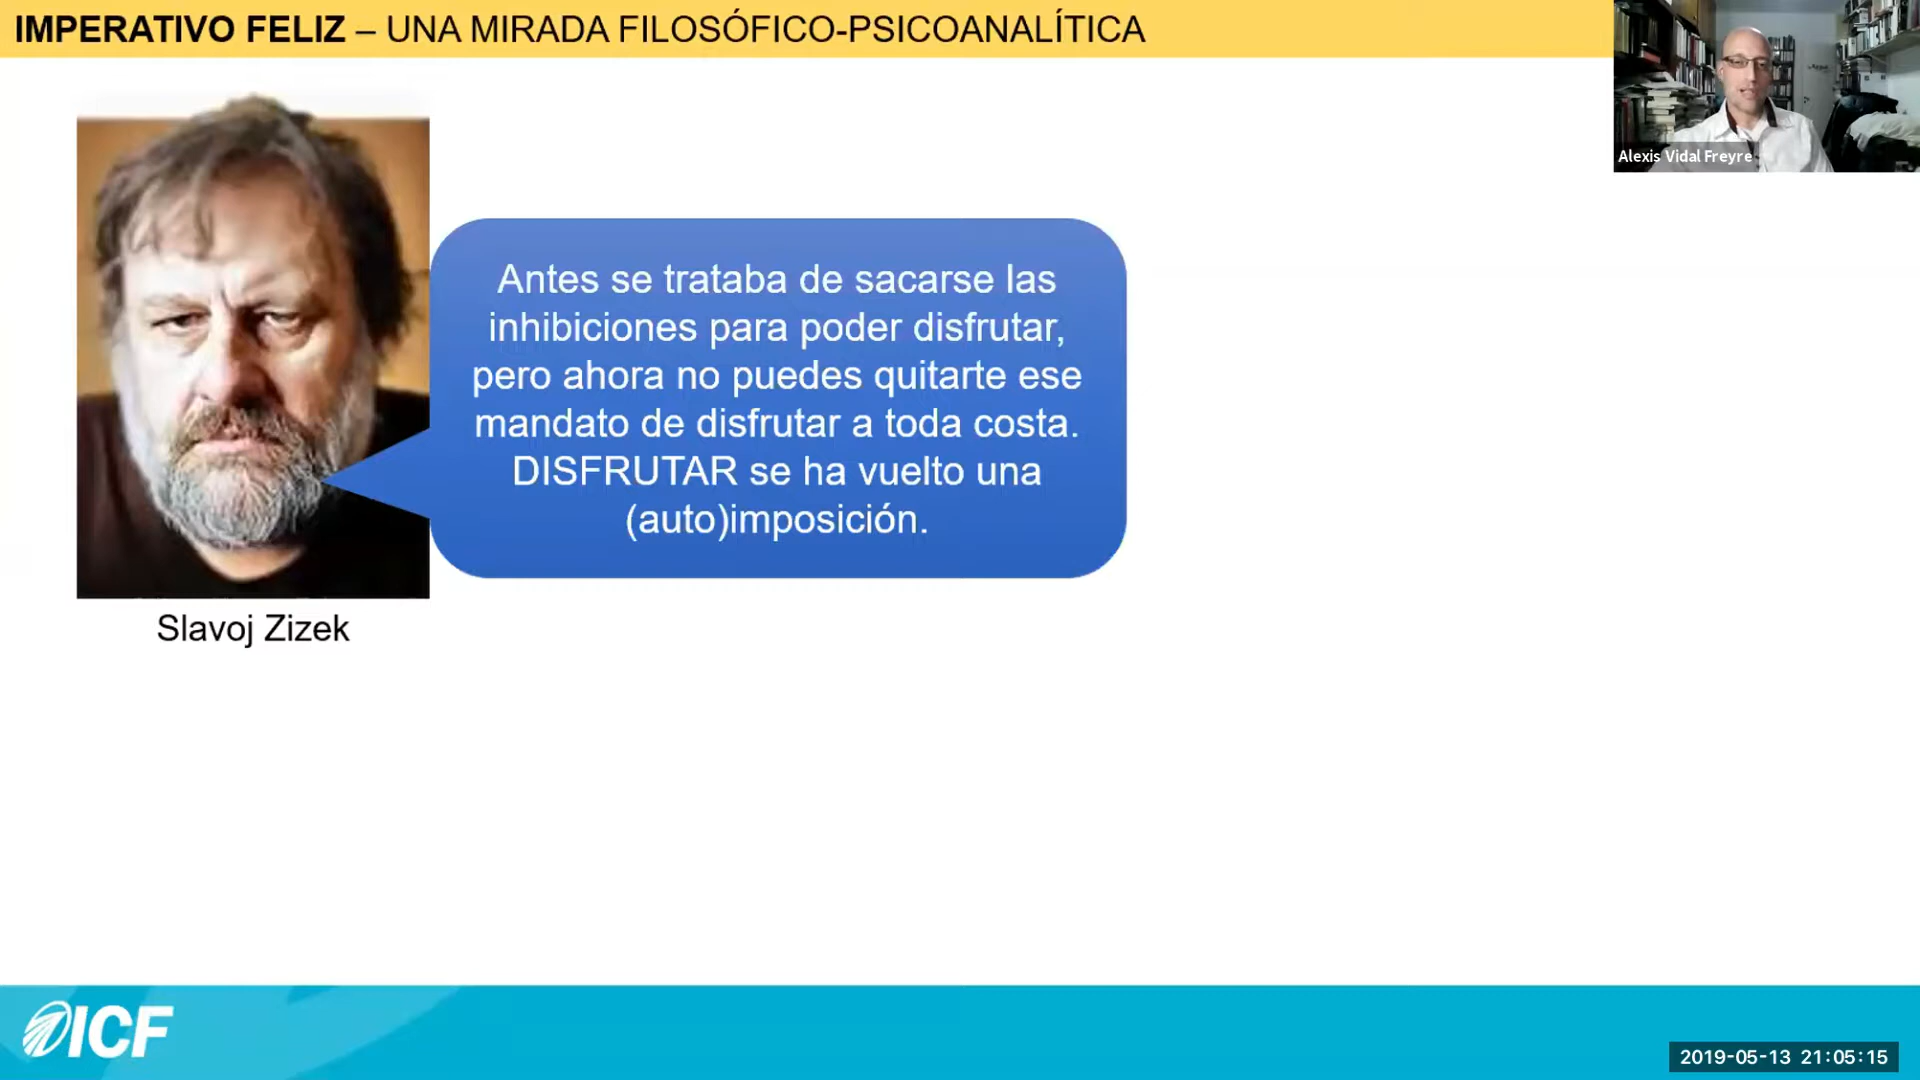 IMPERATIVO FELIZ – UNA MIRADA FILOSÓFICO-PSICOANALÍTICA
Alexis Vidal Freyre
Antes se trataba de sacarse las
inhibiciones para poder disfrutar,
pero ahora no puedes quitarte ese
mandato de disfrutar a toda costa.
DISFRUTAR se ha vuelto una
(auto)imposición.
Slavoj Zizek
ICF
2019-05-13 21:05:15